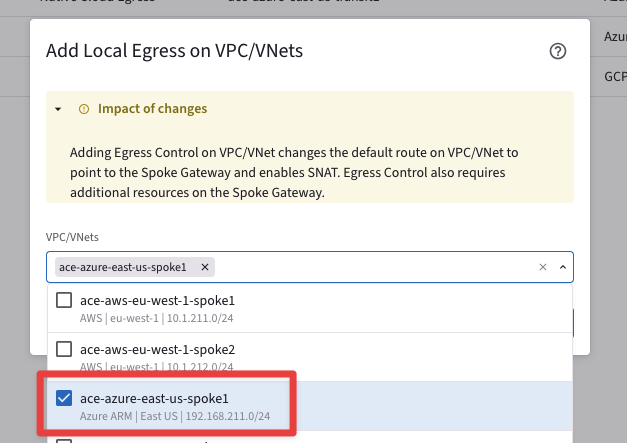 Add Local Egress on VPC/VNets
Azur
GCP
Impact of changes
Adding Egress Control on VPC/VNet changes the default route on VPC/VNet to
point to the Spoke Gateway and enables SNAT. Egress Control also requires
additional resources on the Spoke Gateway.
VPC/VNets
ace-azure-east-us-spoke1
ace-aws-eu-west-1-spoke1
AWS | eu-west-1 | 10.1.211.0/24
ace-aws-eu-west-1-spoke2
AWS | eu-west-1 | 10.1.212.0/24
ace-azure-east-us-spoke1
Azure ARM | East US | 192.168.211.0/24